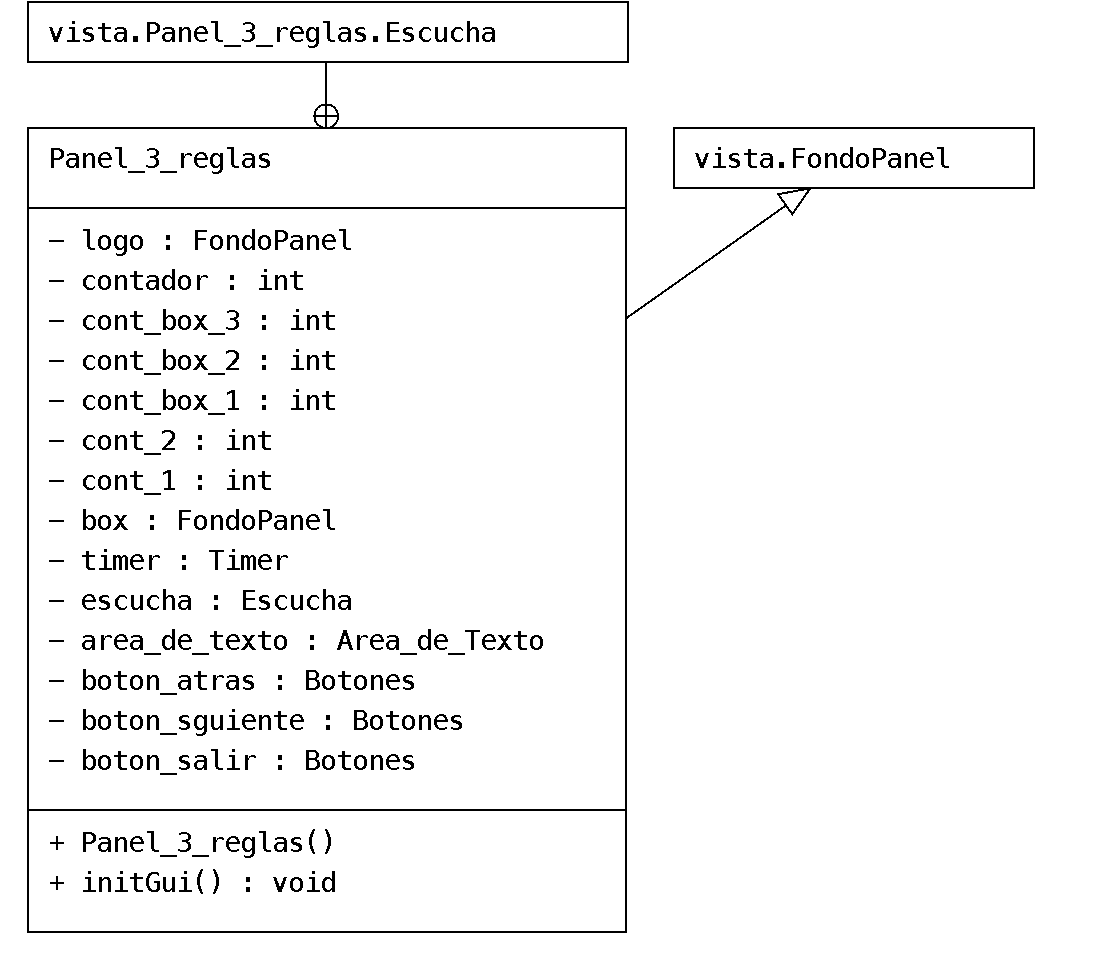 vista.Panel_3_reglas.Escucha
Panel_3_reglas
vista.FondoPanel
− logo : FondoPanel
− contador : int
− cont_box_3 : int
− cont_box_2 : int
− cont_box_1 : int
− cont_2 : int
− cont_1 : int
− box : FondoPanel
− timer : Timer
− escucha : Escucha
− area_de_texto : Area_de_Texto
− boton_atras : Botones
− boton_sguiente : Botones
− boton_salir : Botones
+ Panel_3_reglas()
+ initGui() : void